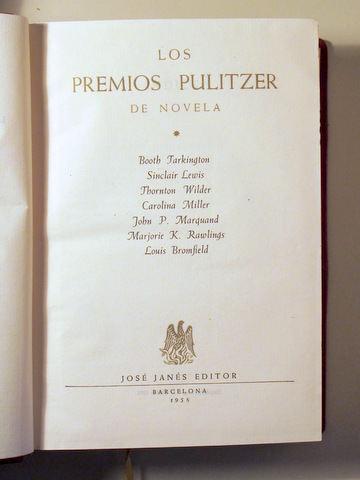 LOS
PREMIOS PULITZER
DE NOVELA
*
Booth Tarkington
Sinclair Lewis
Thornton Wilder
Carolina Miller
John P. Marquand
Marjorie K. Rawlings
Louis Bromfield
JOSÉ JANÉS EDITOR
BARCELONA
1958